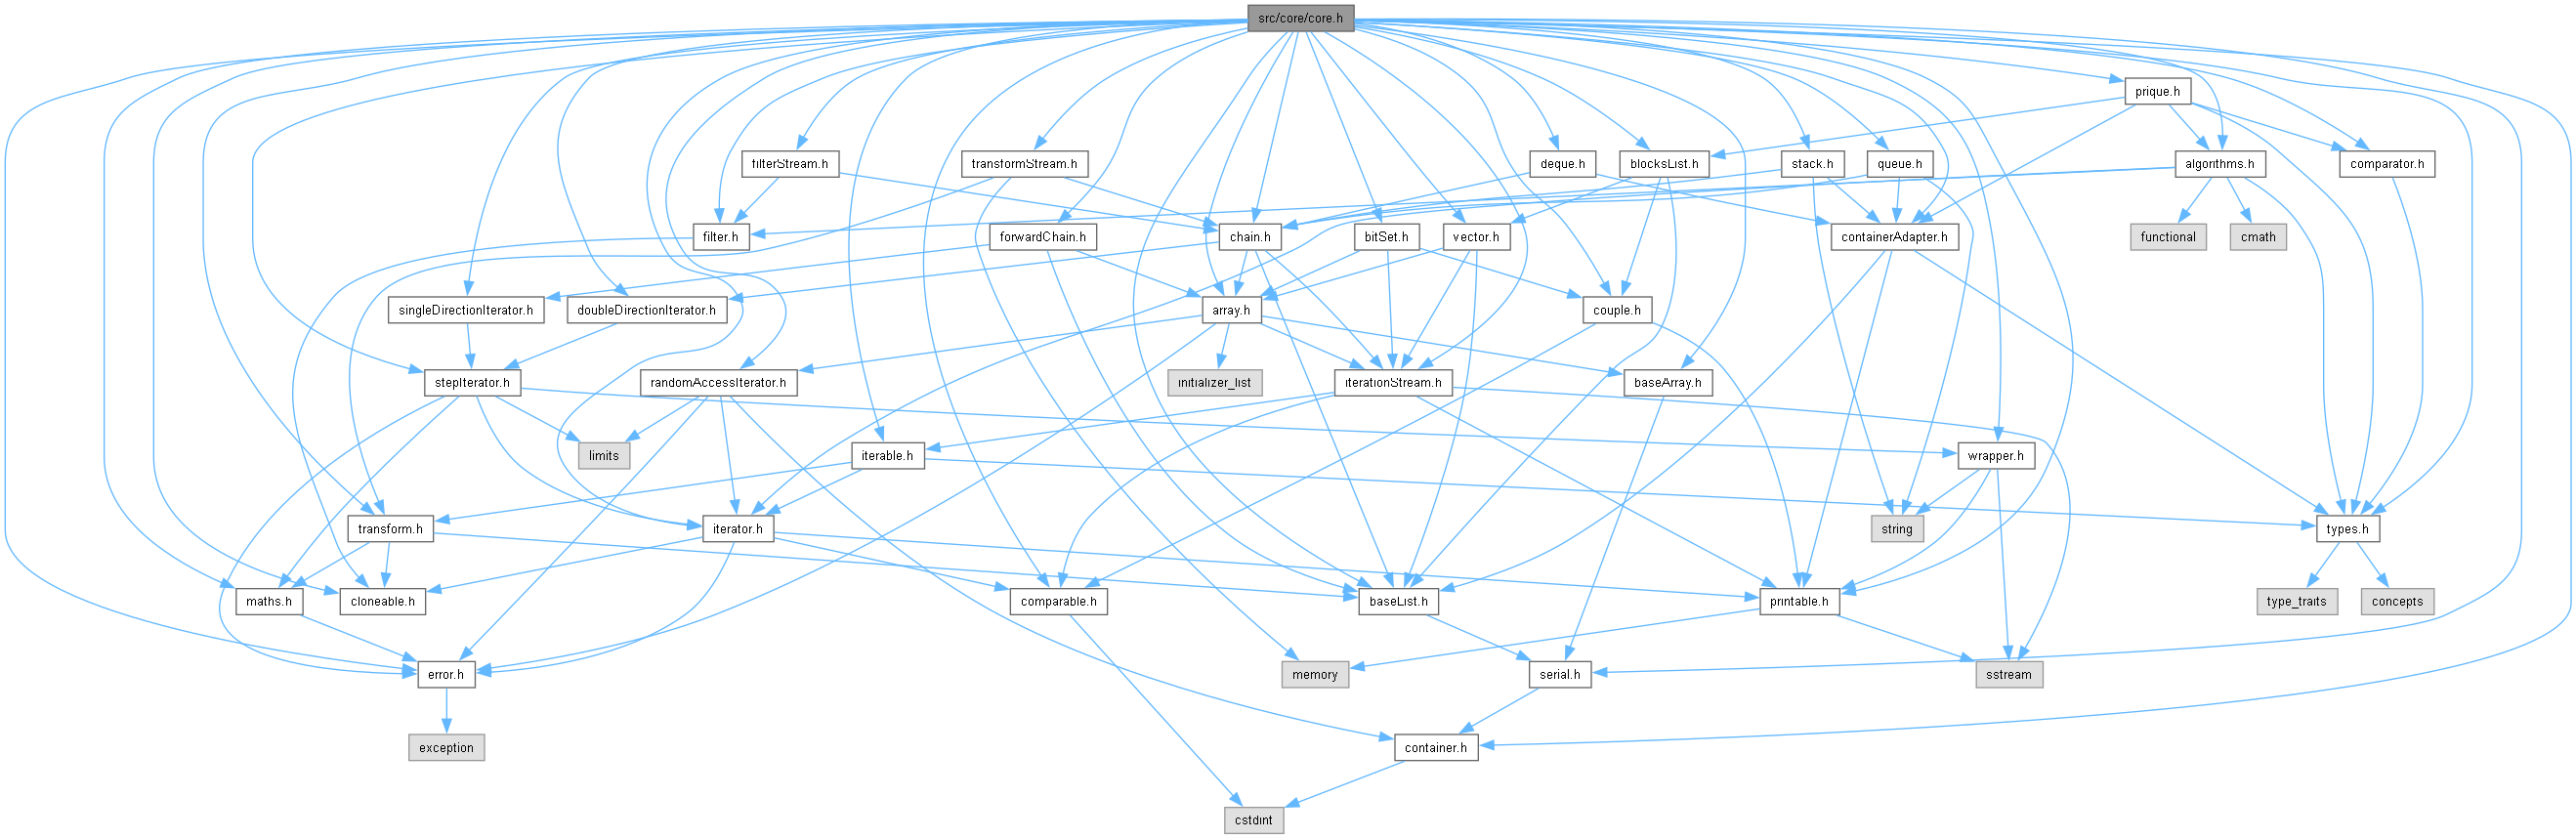 src/core/core.h
prique.h
filterStream.h
transformStream.h
deque.h
blocksList.h
stack.h
queue.h
algorithms.h
comparator.h
filter.h
forwardChain.h
chain.h
bitSet.h
vector.h
containerAdapter.h
functional
cmath
singleDirectionIterator.h
doubleDirectionIterator.h
array.h
couple.h
stepIterator.h
randomAccessIterator.h
initializer_list
iterationStream.h
baseArray.h
limits
iterable.h
wrapper.h
transform.h
iterator.h
string
types.h
maths.h
cloneable.h
comparable.h
baseList.h
printable.h
type_traits
concepts
error.h
memory
serial.h
sstream
exception
container.h
cstdint